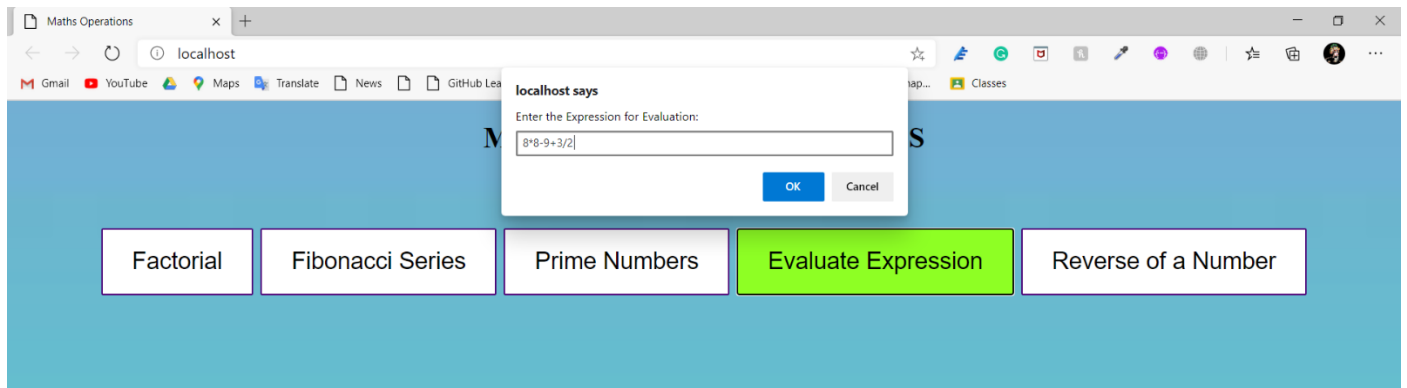 Maths Operations
localhost
Gmail YouTube Maps Translate News GitHub Lea
Classes
localhost says
Enter the Expression for Evaluation:
8*8-9+3/2
OK Cancel
M
S
Factorial Fibonacci Series Prime Numbers Evaluate Expression Reverse of a Number